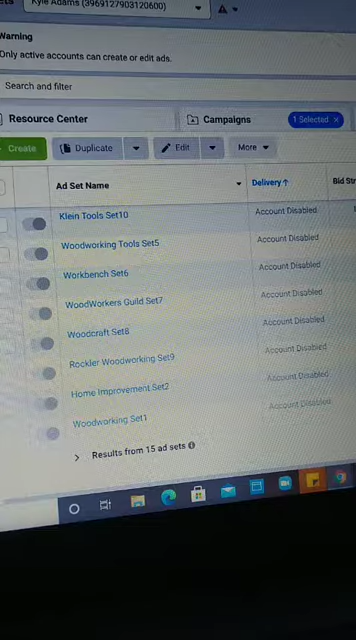 Kyle Adams (3969127903120600)
Warning
Only active accounts can create or edit ads.
Search and filter
Resource Center
Campaigns
1 Selected ×
Create
Duplicate
Edit
More
Ad Set Name
Delivery ↑
Bid Str
Klein Tools Set10
Account Disabled
Woodworking Tools Set5
Account Disabled
Workbench Set6
Account Disabled
WoodWorkers Guild Set7
Account Disabled
Woodcraft Set8
Account Disabled
Rockler Woodworking Set9
Account Disabled
Home Improvement Set2
Account Disabled
Woodworking Set1
Account Disabled
Results from 15 ad sets